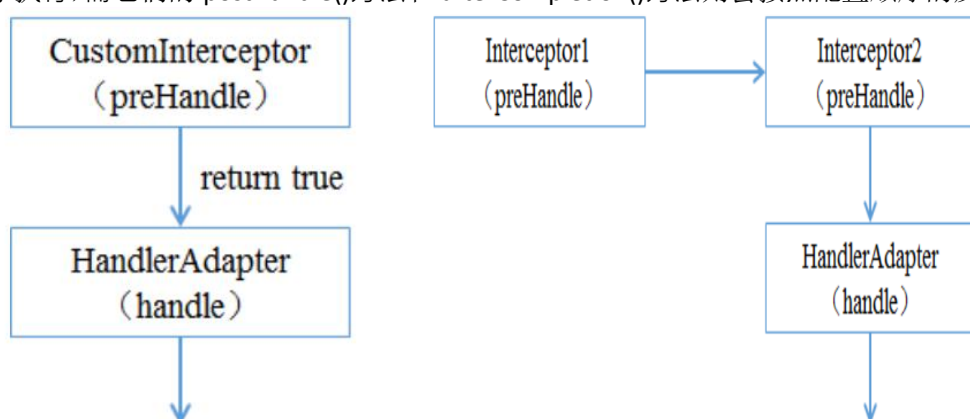 CustomInterceptor
（preHandle）
return true
HandlerAdapter
（handle）
Interceptor1
（preHandle）
Interceptor2
（preHandle）
HandlerAdapter
（handle）